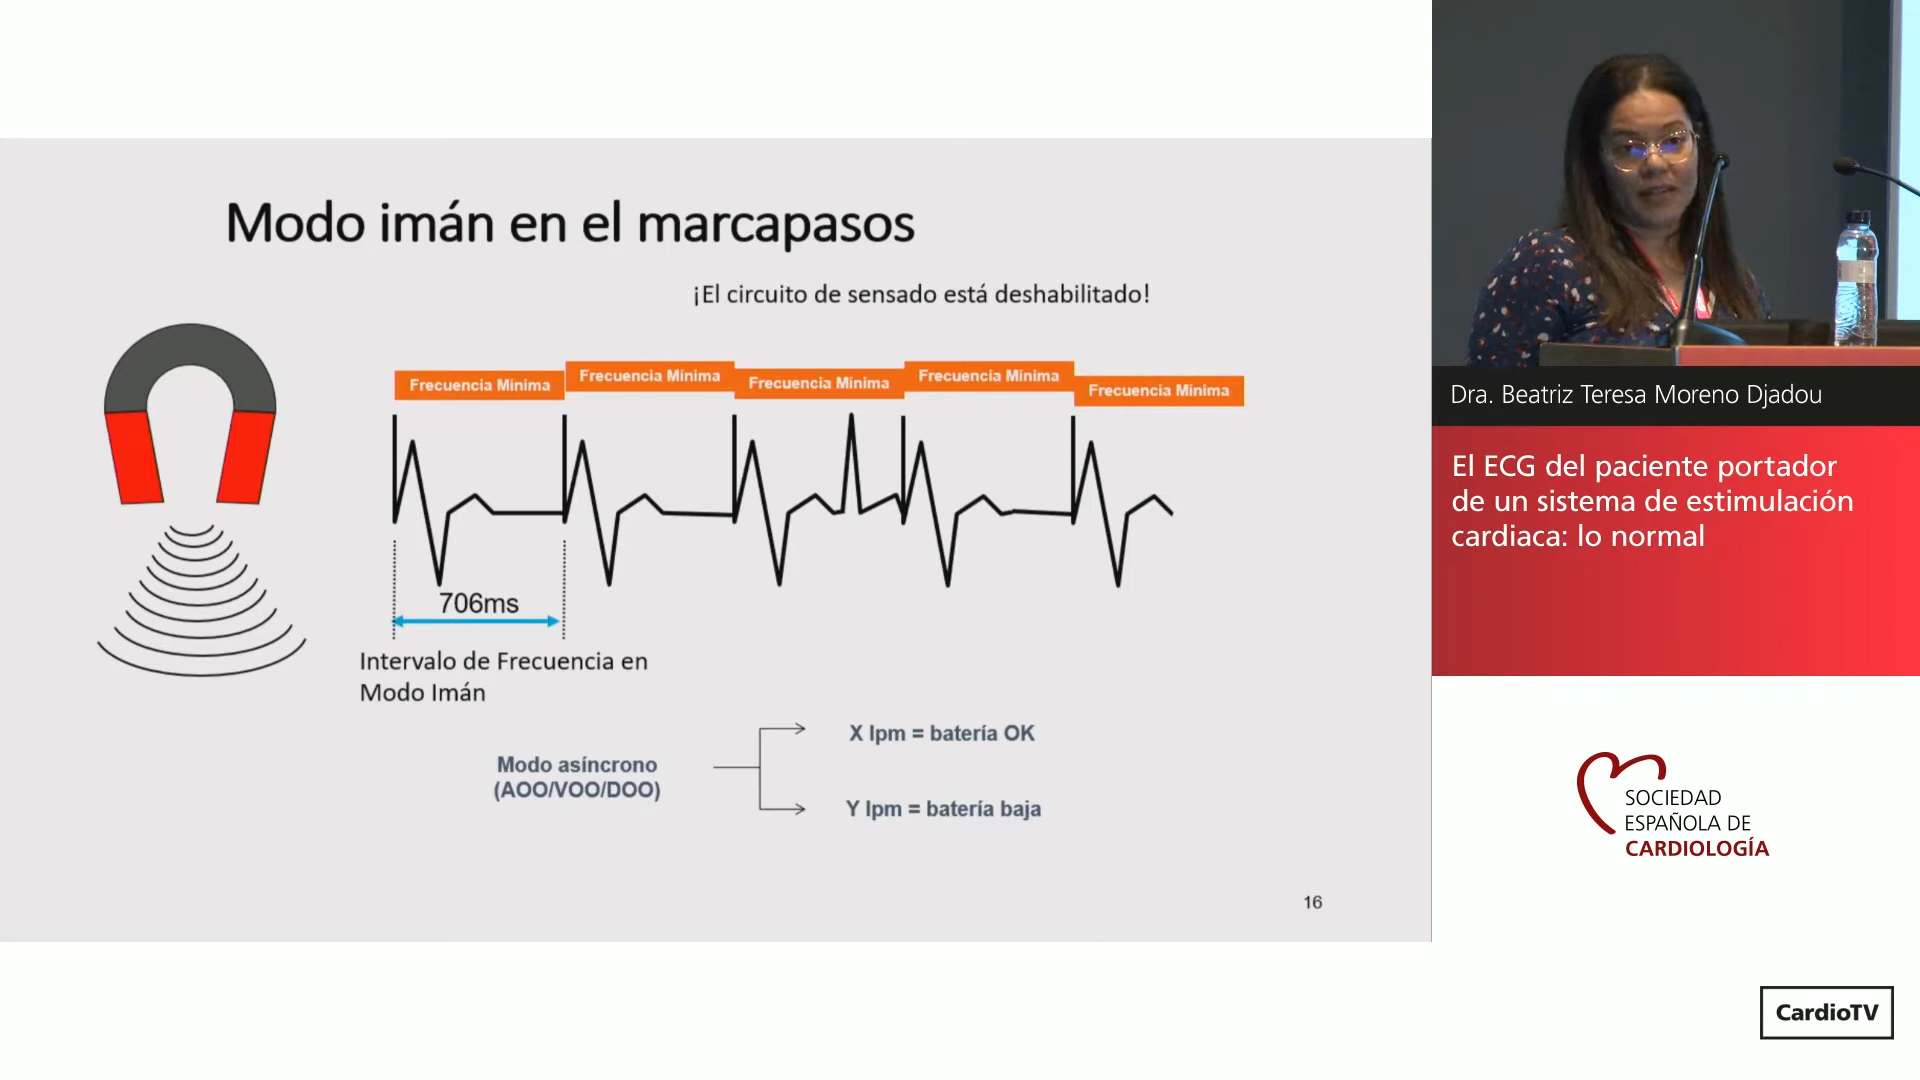 Modo imán en el marcapasos
¡El circuito de sensado está deshabilitado!
Frecuencia Mínima
Frecuencia Mínima
Frecuencia Mínima
Frecuencia Mínima
Frecuencia Mínima
706ms
Intervalo de Frecuencia en
Modo Imán
Modo asíncrono
(AOO/VOO/DOO)
X lpm = batería OK
Y lpm = batería baja
16
Dra. Beatriz Teresa Moreno Djadou
El ECG del paciente portador
de un sistema de estimulación
cardiaca: lo normal
SOCIEDAD
ESPAÑOLA DE
CARDIOLOGÍA
CardioTV